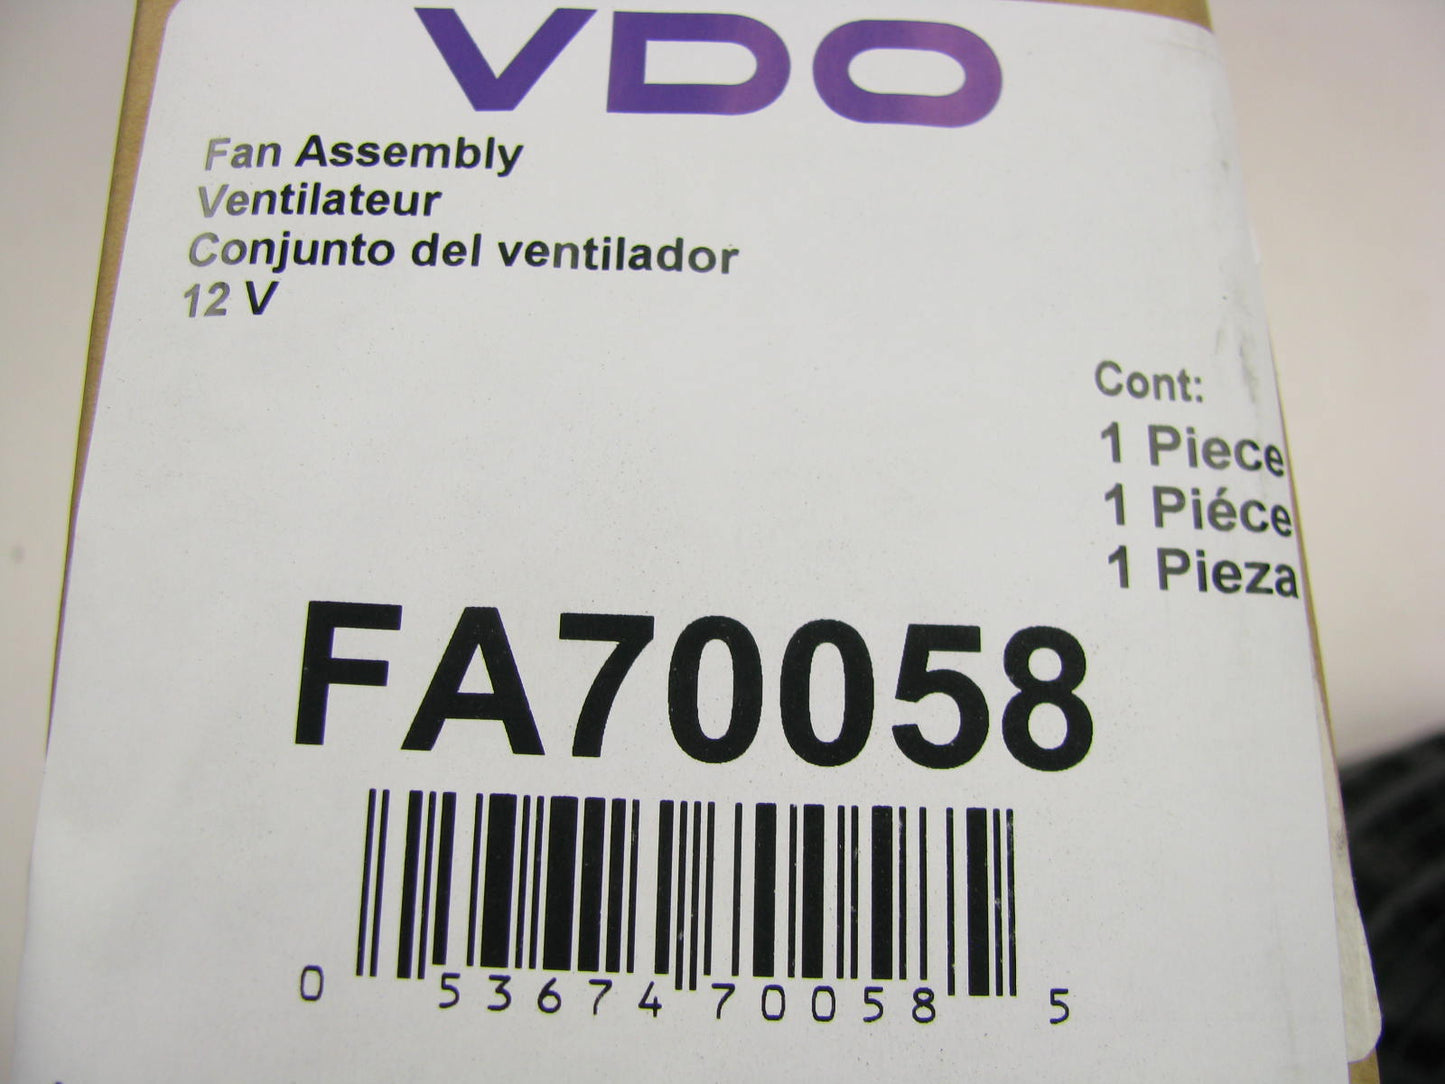 VDO
Fan Assembly
Ventilateur
Conjunto del ventilador
12 V
Cont:
1 Piece
1 Piéce
1 Pieza
FA70058
0 53674 70058 5